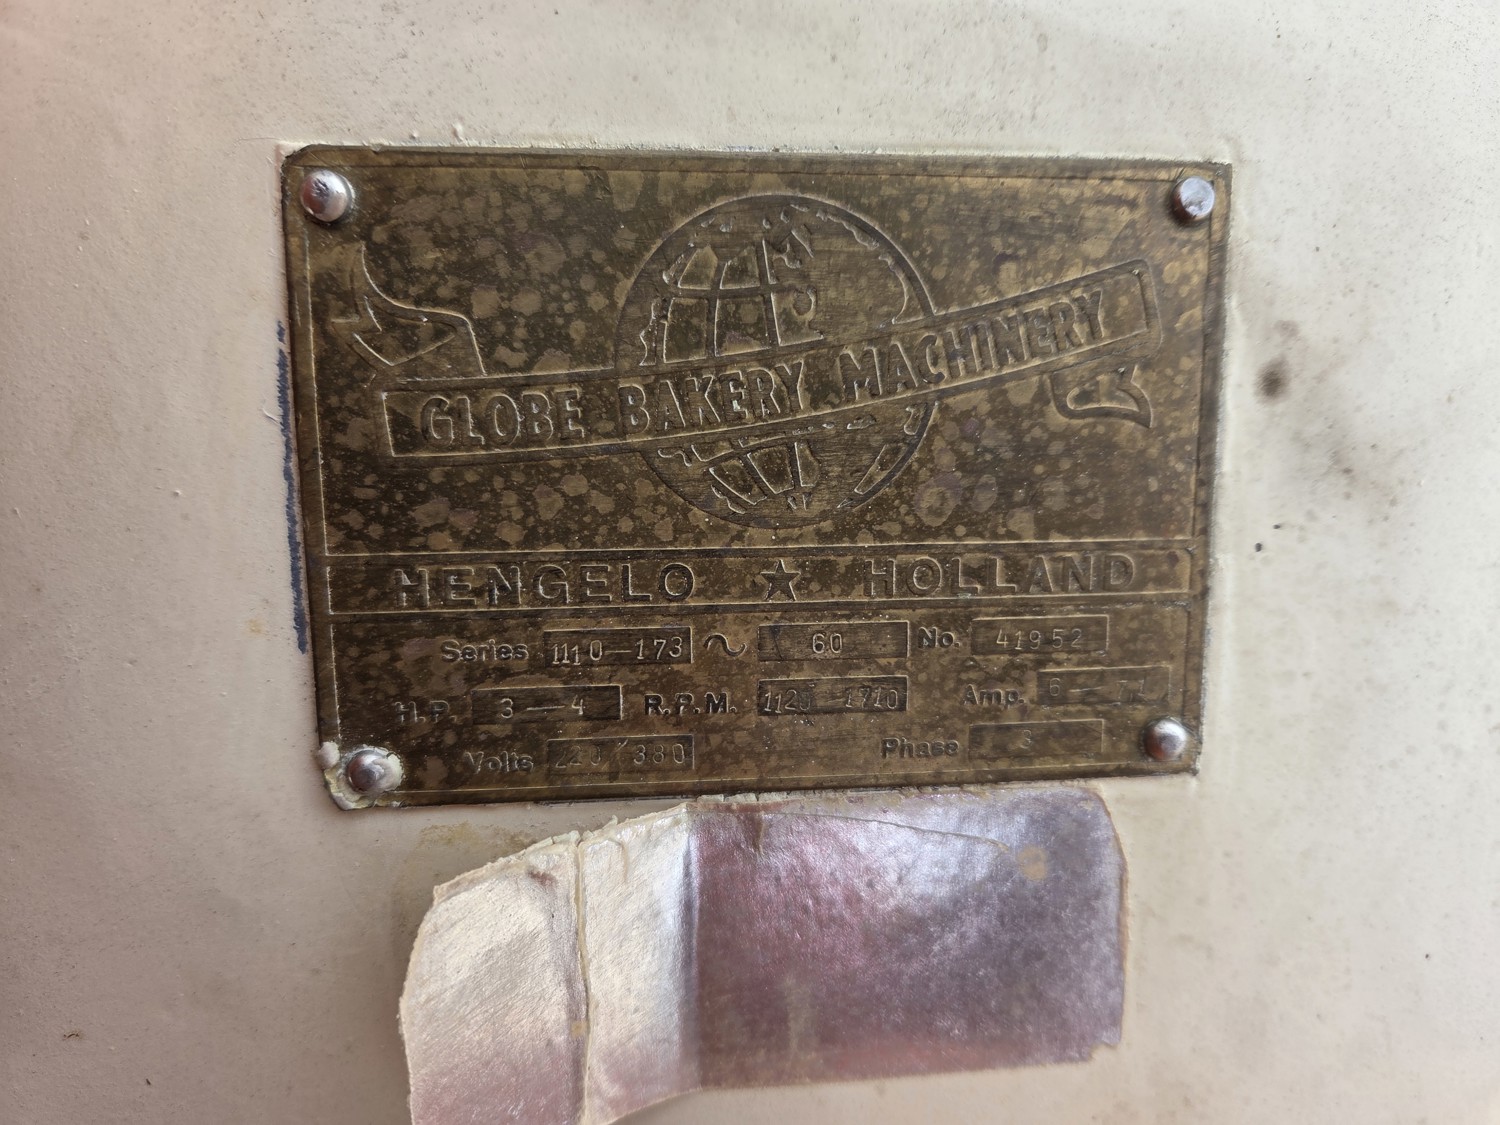 GLOBE BAKERY MACHINERY
HENGELO ★ HOLLAND
Series 1110-173 ~ 60 No. 41952
H.P. 3-4 R.P.M. 1120-1710 Amp.
Volts 220/380 Phase 3